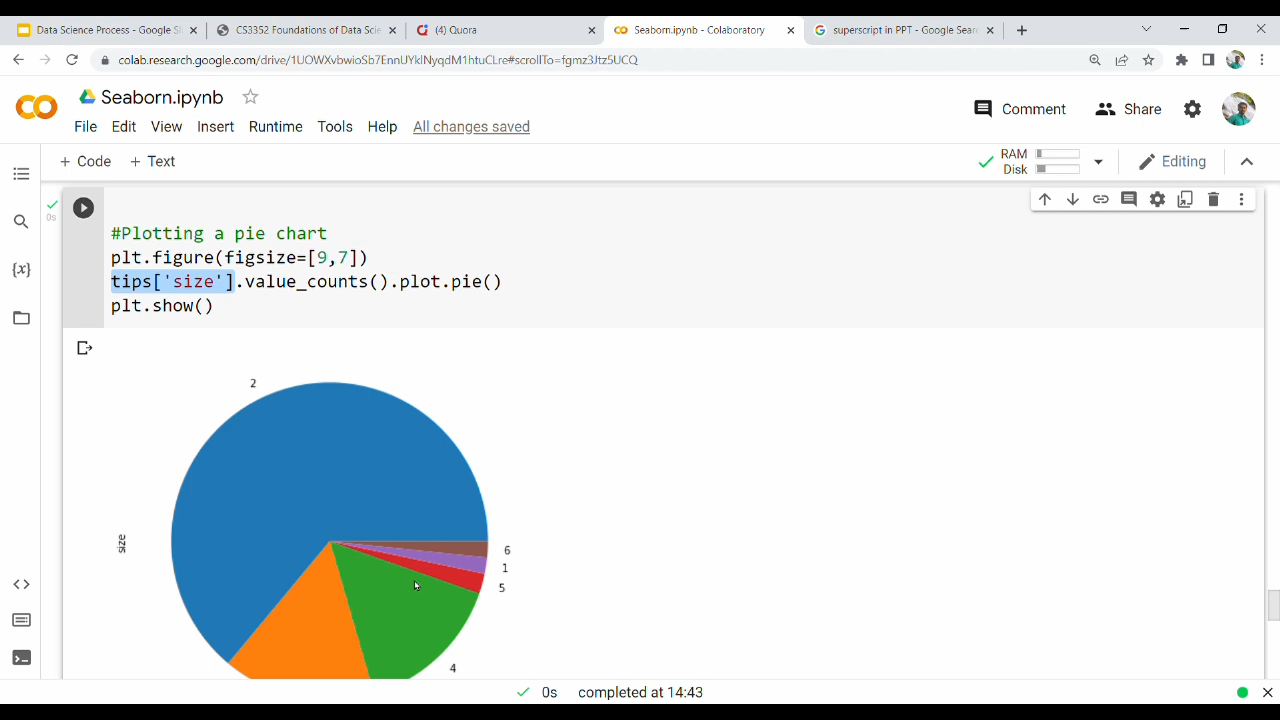 Data Science Process - Google Sl
CS3352 Foundations of Data Scie
(4) Quora
Seaborn.ipynb - Colaboratory
superscript in PPT - Google Sear
colab.research.google.com/drive/1UOWXvbwioSb7EnnUYklNyqdM1htuCLre#scrollTo=fgmz3Jtz5UCQ
Seaborn.ipynb
Comment
Share
File Edit View Insert Runtime Tools Help All changes saved
+ Code + Text
RAM
Disk
Editing
0s
#Plotting a pie chart
plt.figure(figsize=[9,7])
tips['size'].value_counts().plot.pie()
plt.show()
{x}
2
size
6
1
5
4
0s completed at 14:43